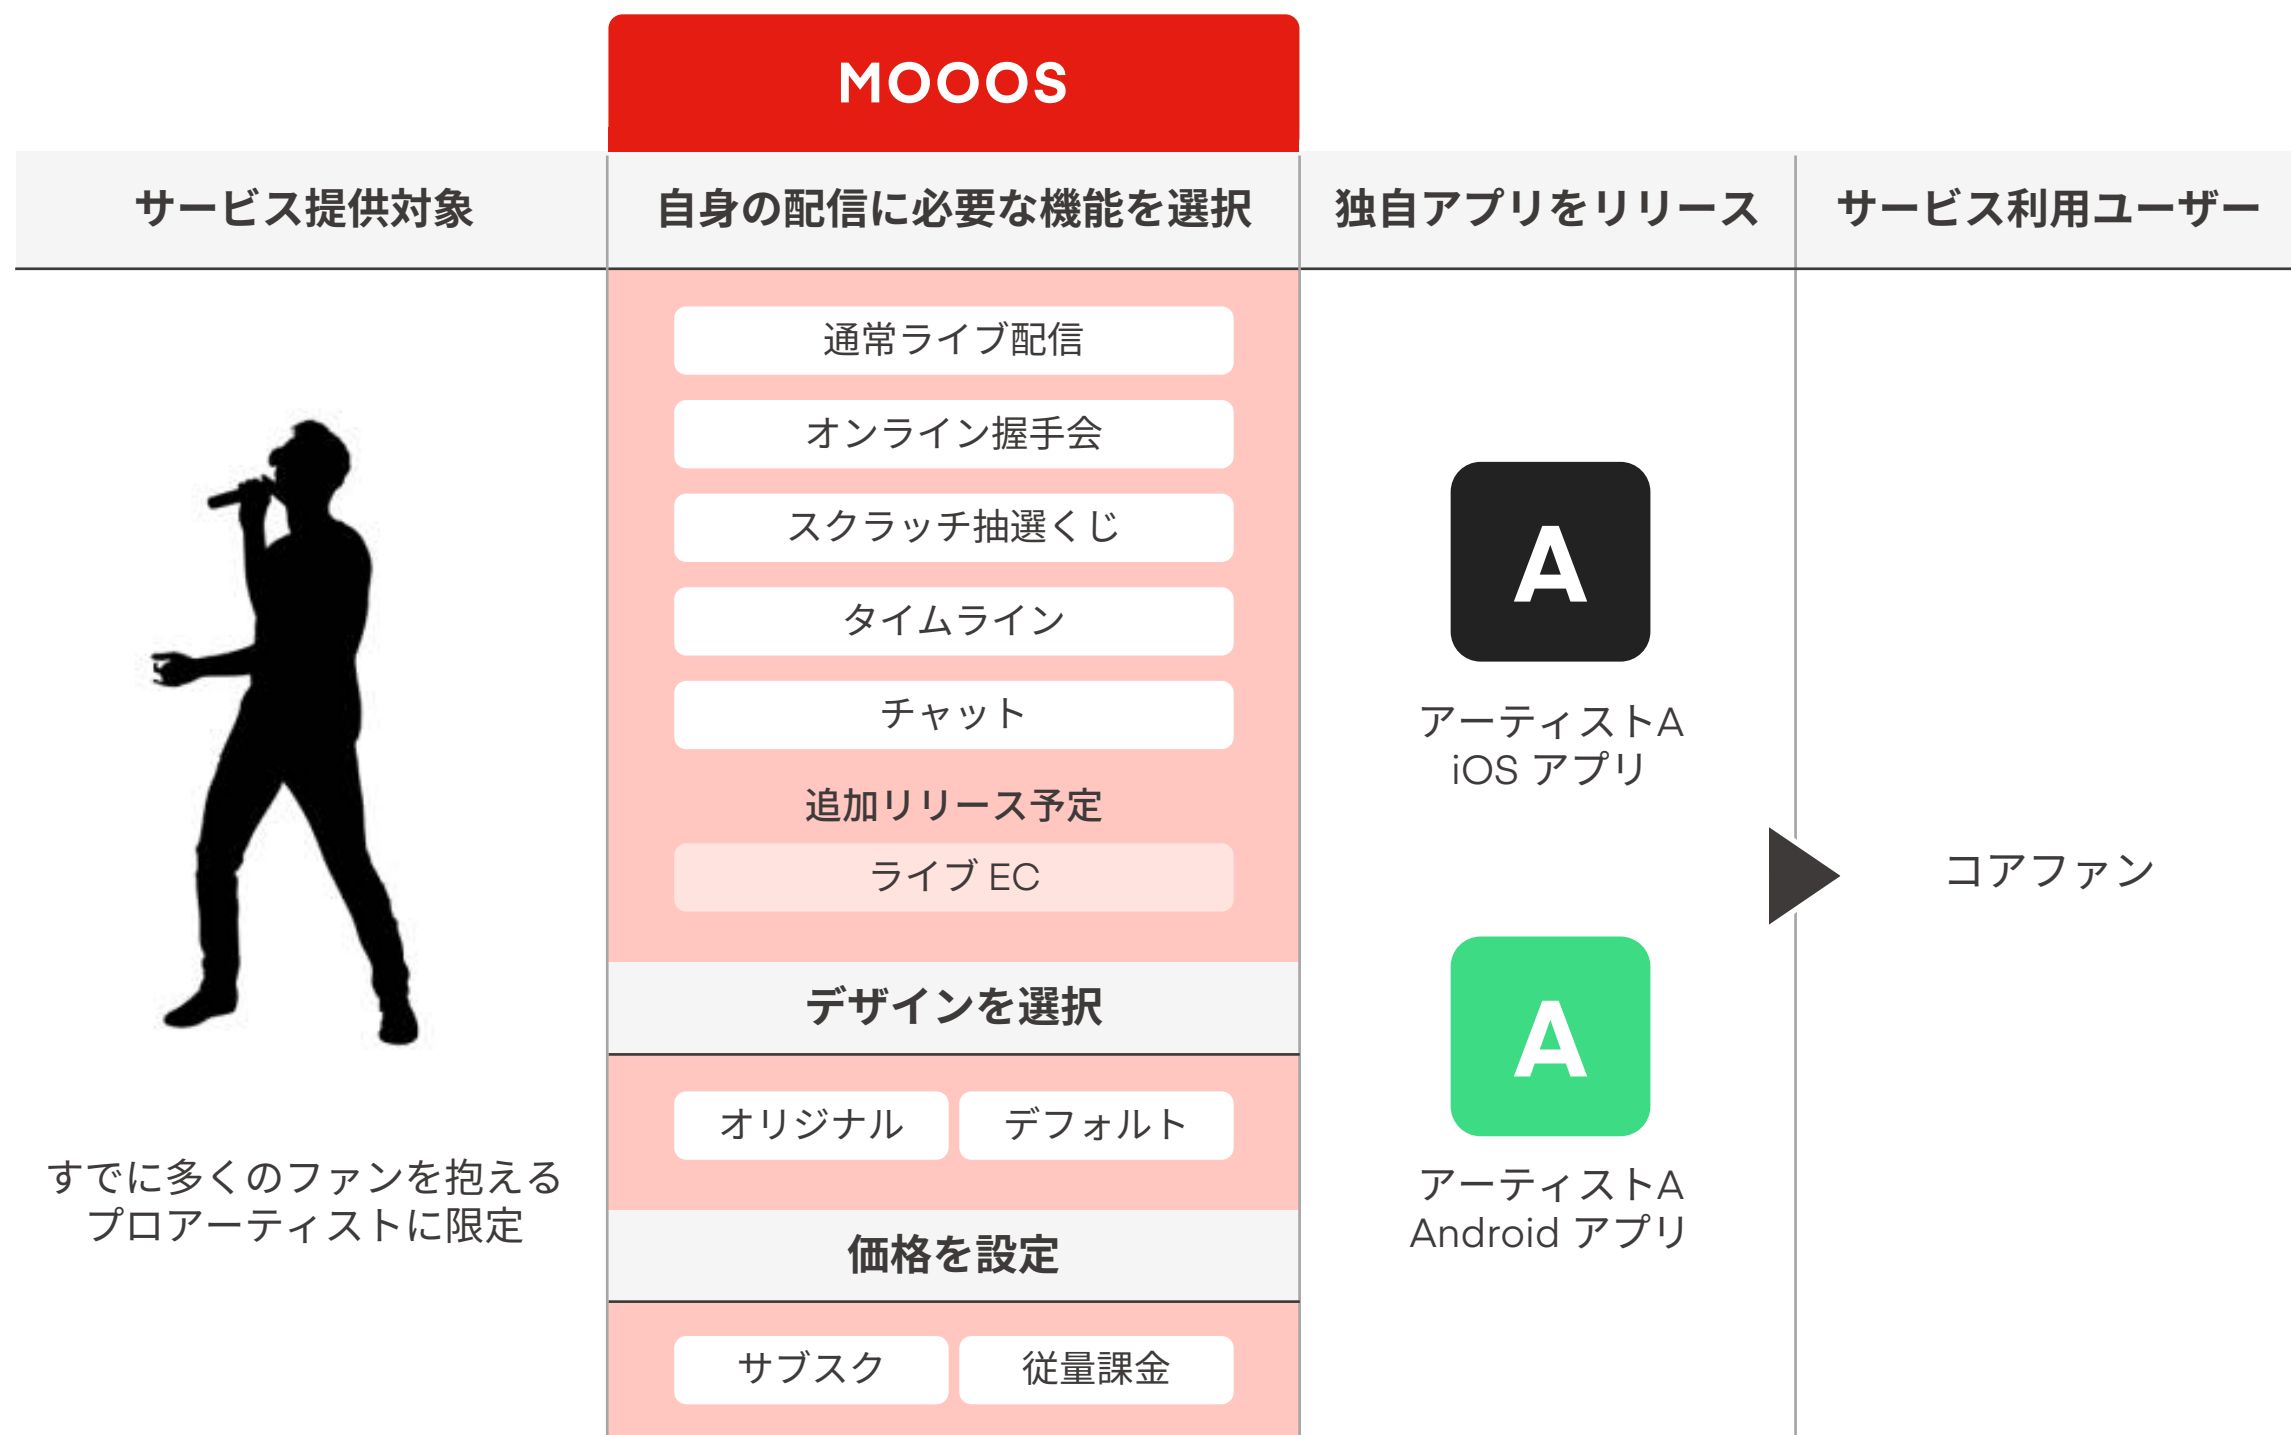 MOOOS
サービス提供対象
自身の配信に必要な機能を選択
独自アプリをリリース
サービス利用ユーザー
すでに多くのファンを抱える
プロアーティストに限定
通常ライブ配信
オンライン握手会
スクラッチ抽選くじ
タイムライン
チャット
追加リリース予定
ライブ EC
デザインを選択
オリジナル
デフォルト
価格を設定
サブスク
従量課金
A
アーティストA
iOS アプリ
A
アーティストA
Android アプリ
コアファン